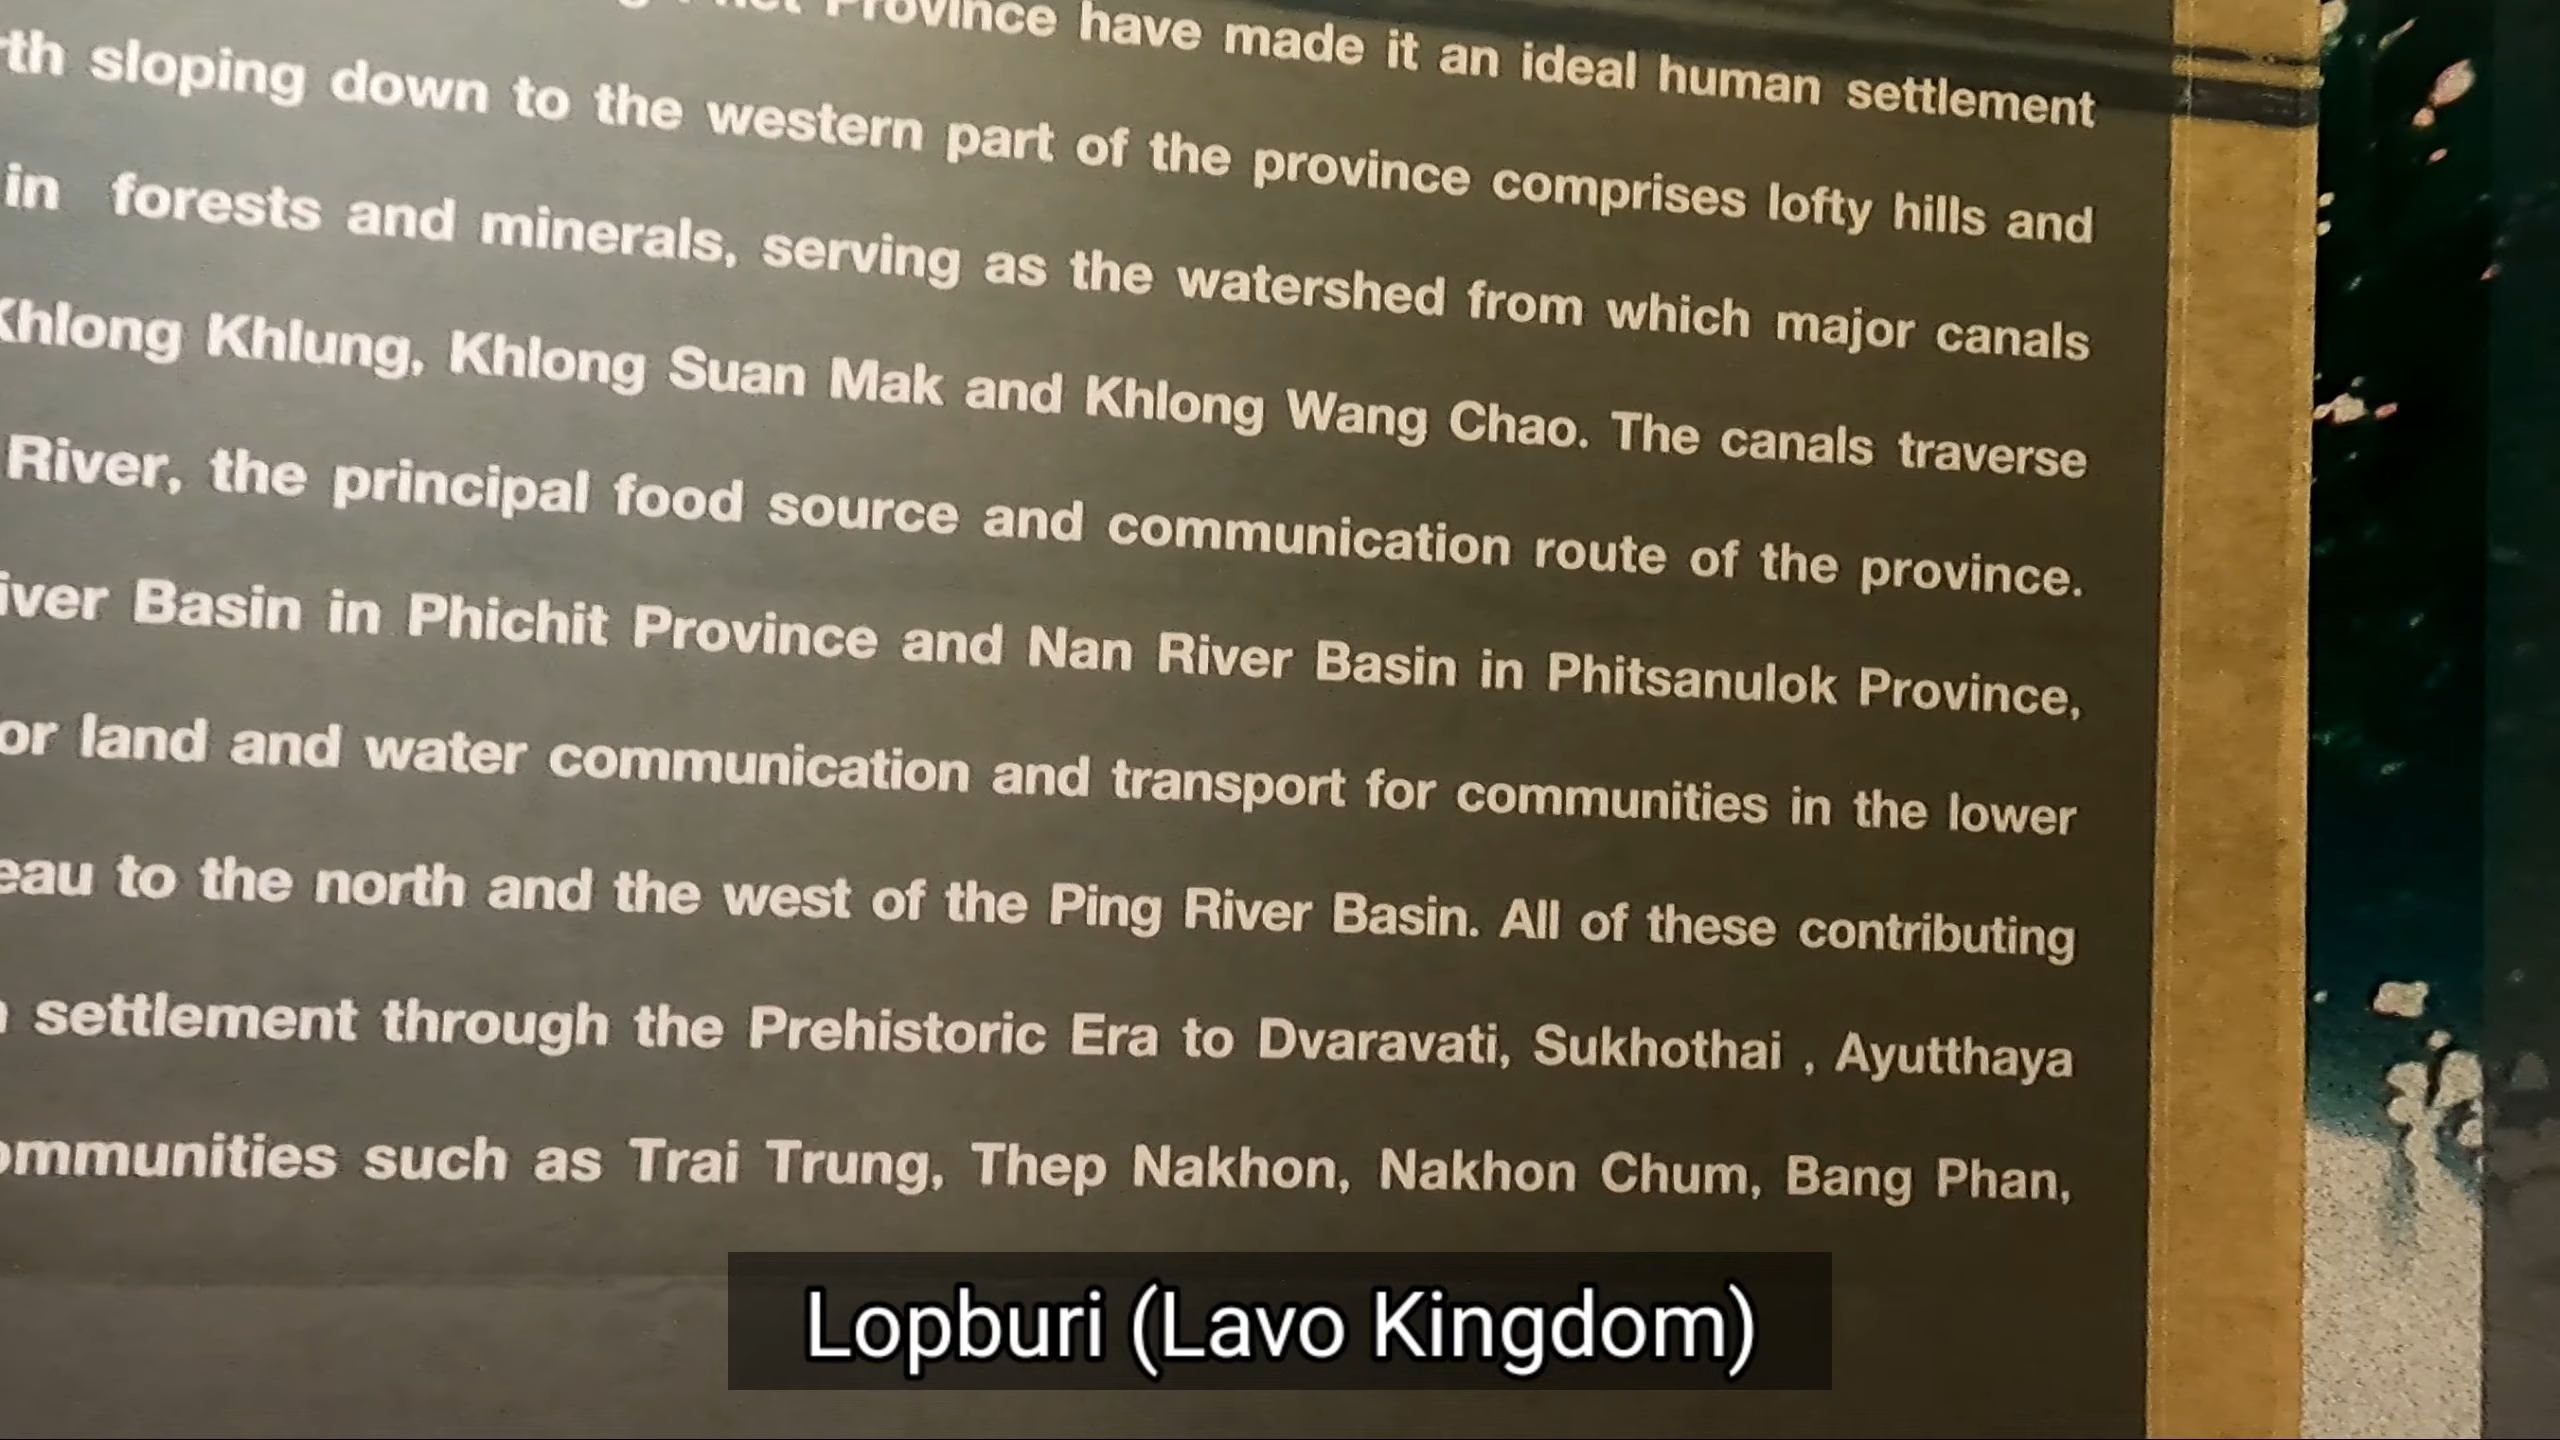 Province have made it an ideal human settlement
sloping down to the western part of the province comprises lofty hills and
in forests and minerals, serving as the watershed from which major canals
Khlong Khlung, Khlong Suan Mak and Khlong Wang Chao. The canals traverse
River, the principal food source and communication route of the province.
Basin in Phichit Province and Nan River Basin in Phitsanulok Province,
land and water communication and transport for communities in the lower
to the north and the west of the Ping River Basin. All of these contributing
settlement through the Prehistoric Era to Dvaravati, Sukhothai , Ayutthaya
such as Trai Trung, Thep Nakhon, Nakhon Chum, Bang Phan,
Lopburi (Lavo Kingdom)